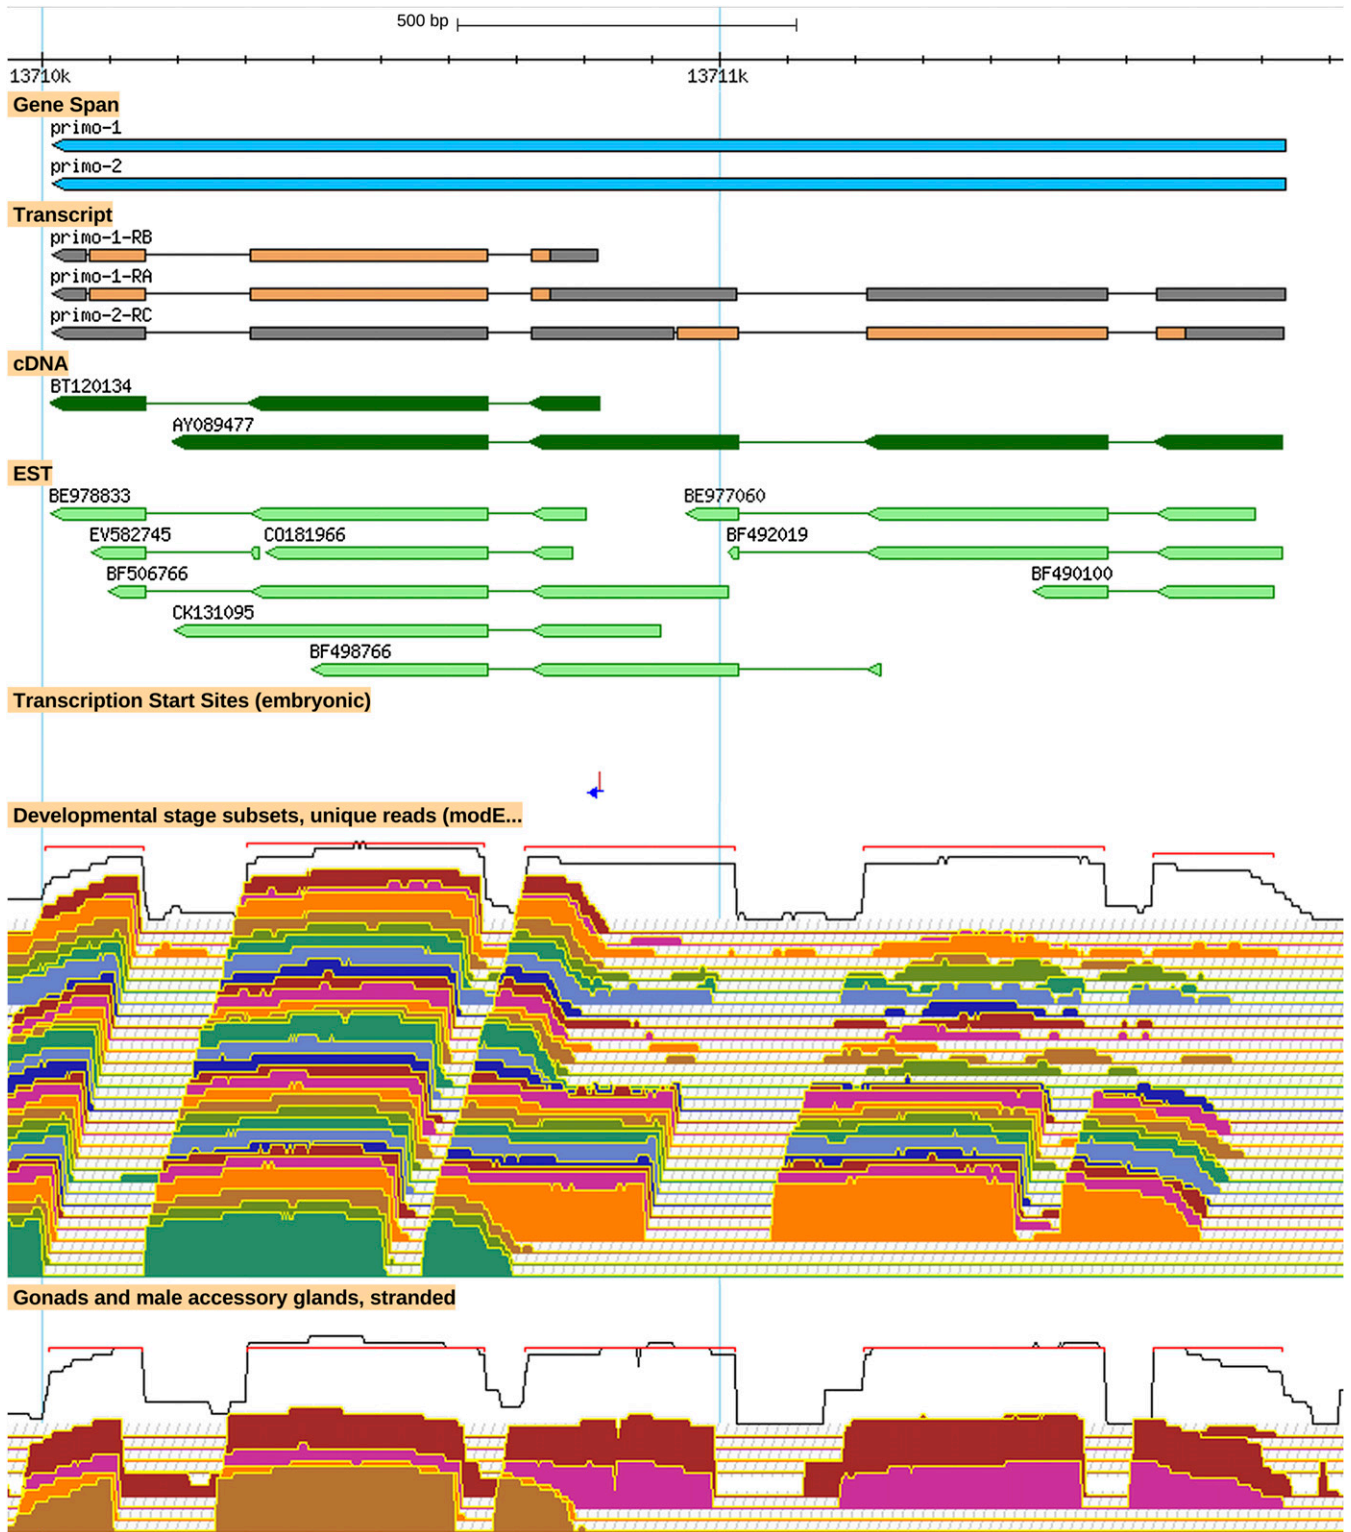 500 bp
13710k 13711k
Gene Span
primo-1
primo-2
Transcript
primo-1-RB
primo-1-RA
primo-2-RC
cDNA
BT120134
AY089477
EST
BE978833 BE977060
EV582745 CO181966 BF492019
BF506766 BF490100
CK131095
BF498766
Transcription Start Sites (embryonic)
Developmental stage subsets, unique reads (modE...
Gonads and male accessory glands, stranded